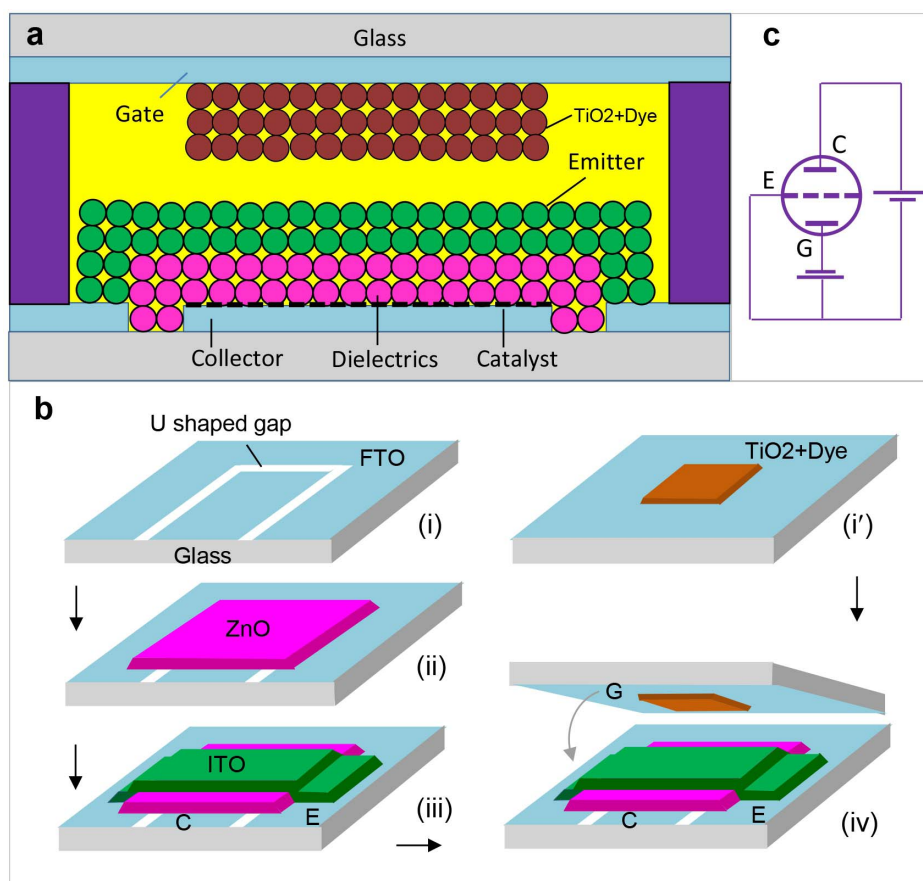 a
Glass
Gate
TiO2+Dye
Emitter
Collector
Dielectrics
Catalyst
c
C
E
G
b
U shaped gap
FTO
(i)
Glass
TiO2+Dye
(i′)
ZnO
(ii)
ITO
C
E
(iii)
G
C
E
(iv)